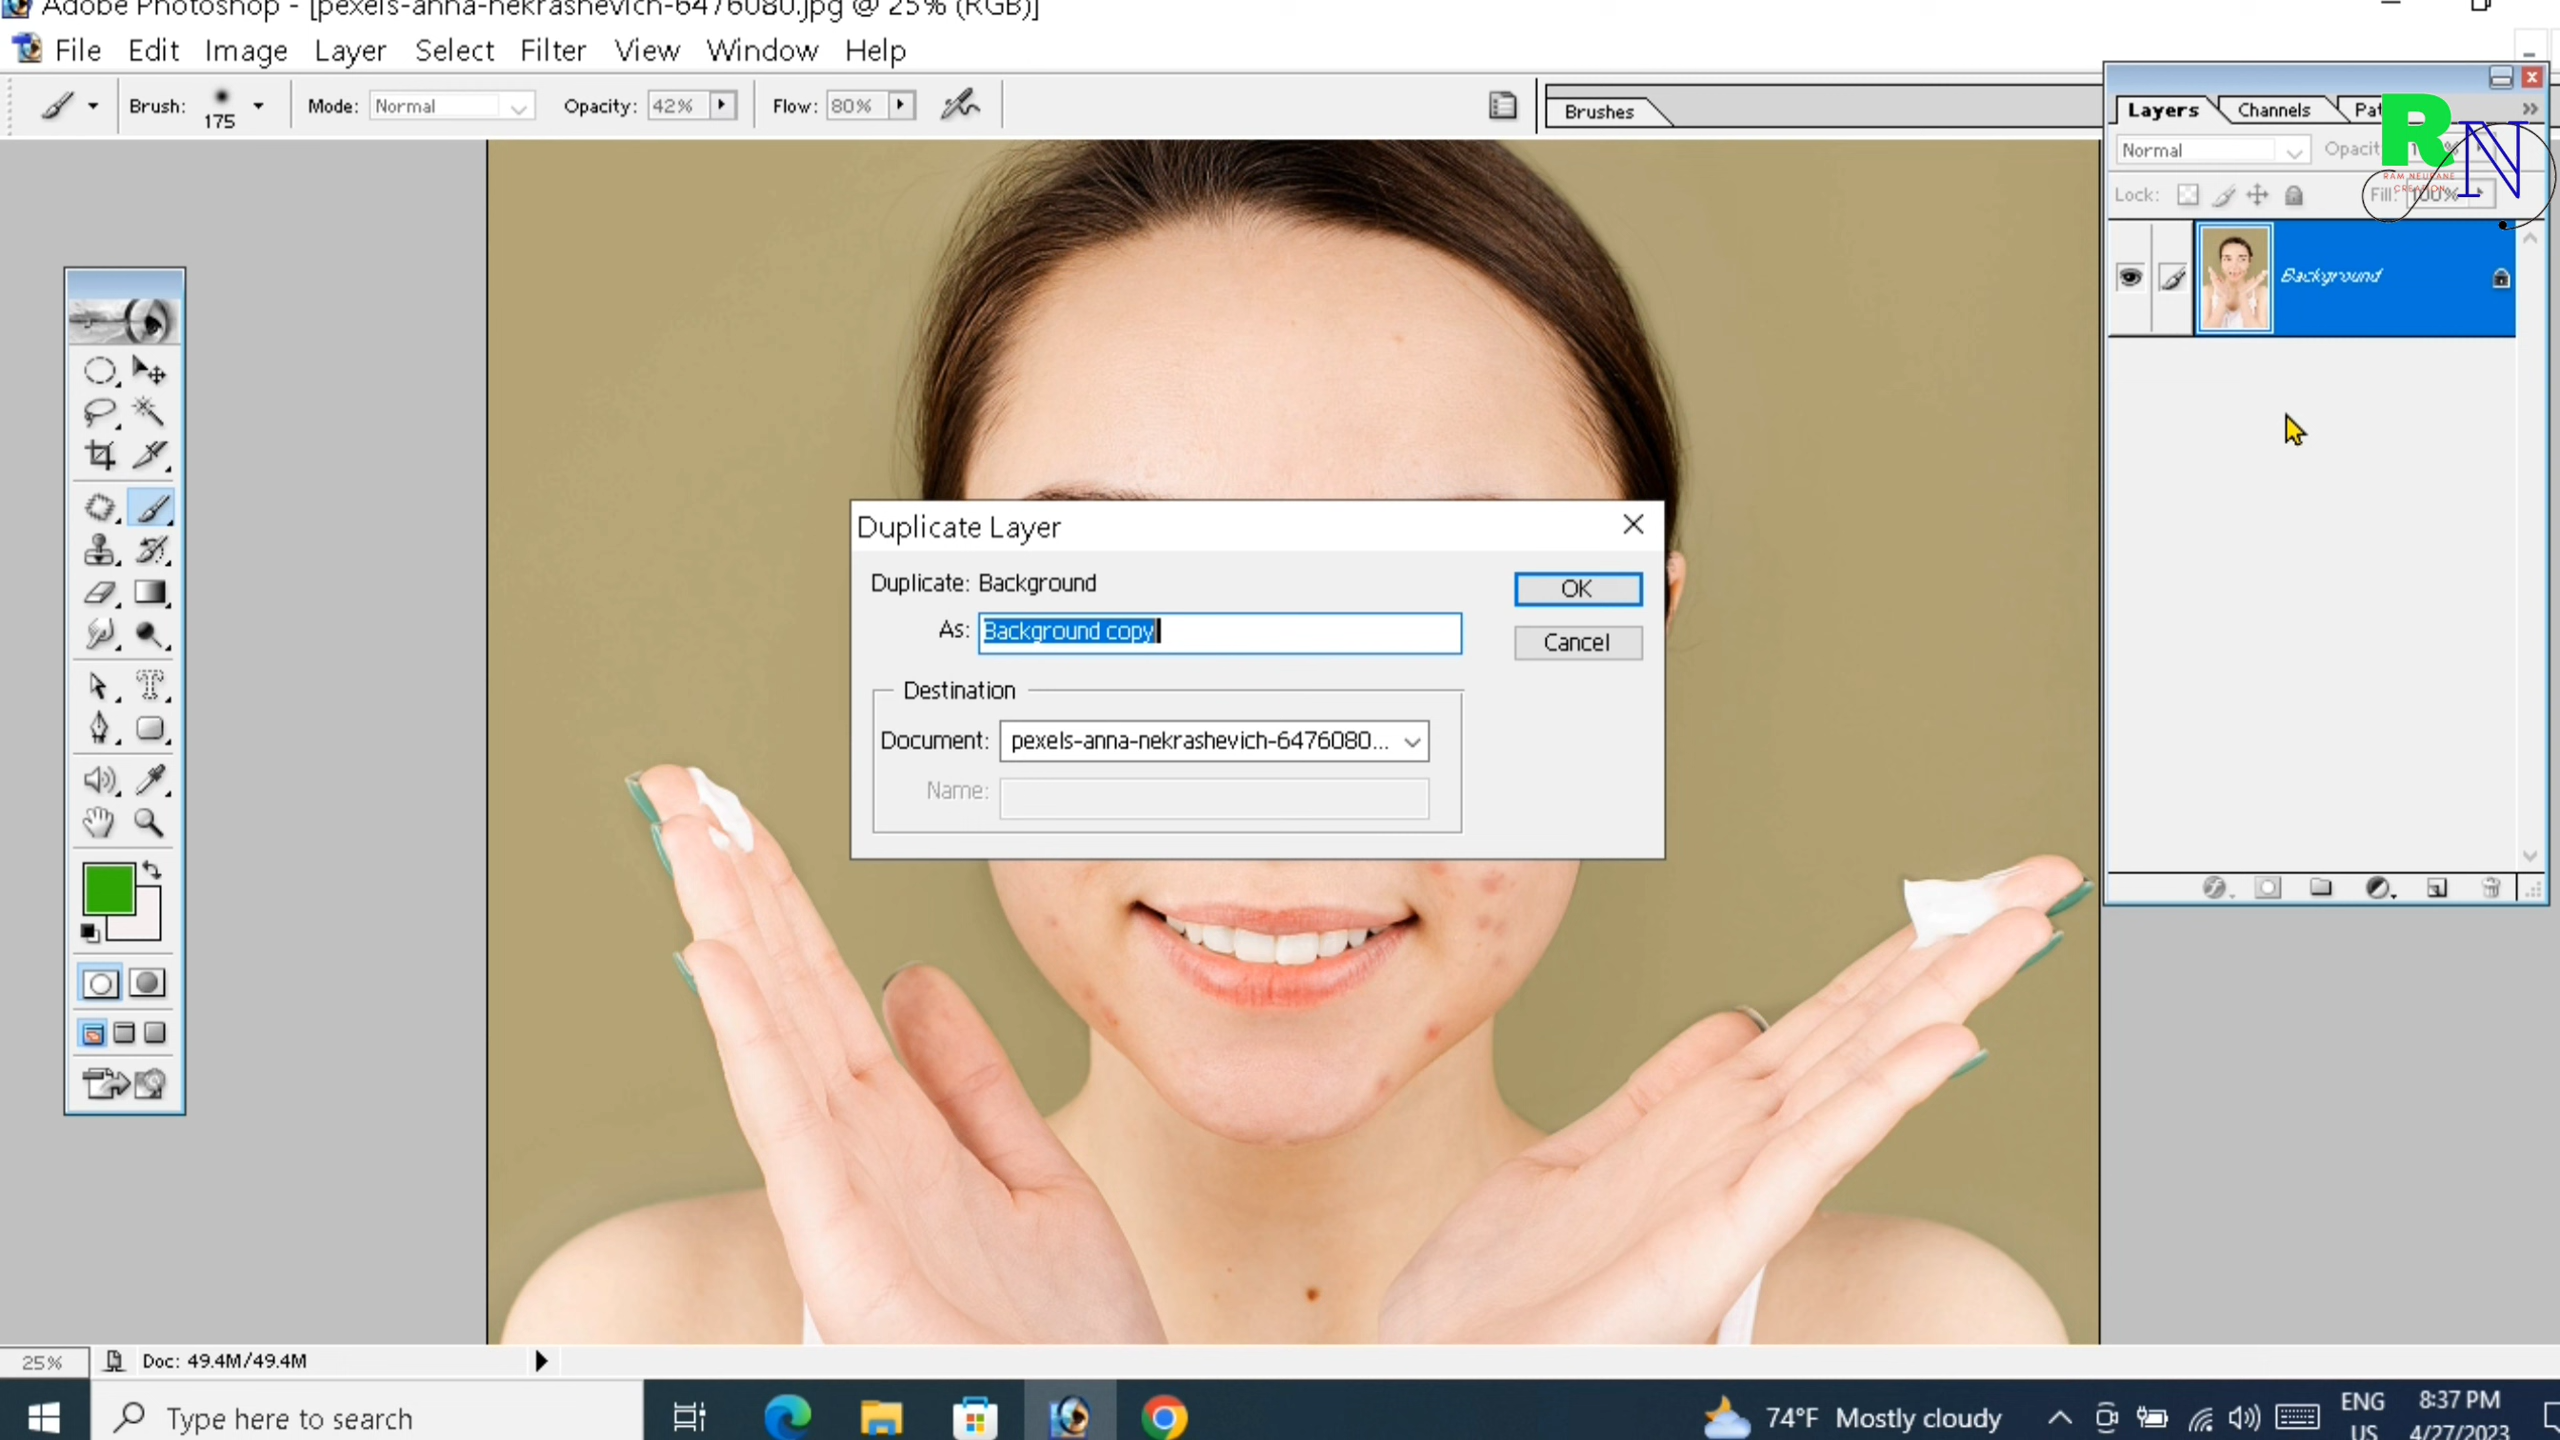 Adobe Photoshop - [pexels-anna-nekrashevich-6476080.jpg @ 25% (RGB)]
File Edit Image Layer Select Filter View Window Help
Brush: 175 Mode: Normal Opacity: 42% Flow: 80%
Brushes
Layers Channels
Normal
Lock: Fill: 100%
R N
RAM NEUPANE
CREATION
Background
Duplicate Layer
Duplicate: Background
OK
As: Background copy
Cancel
Destination
Document: pexels-anna-nekrashevich-6476080...
Name:
25% Doc: 49.4M/49.4M
Type here to search
74°F Mostly cloudy
ENG
US
8:37 PM
4/27/2023